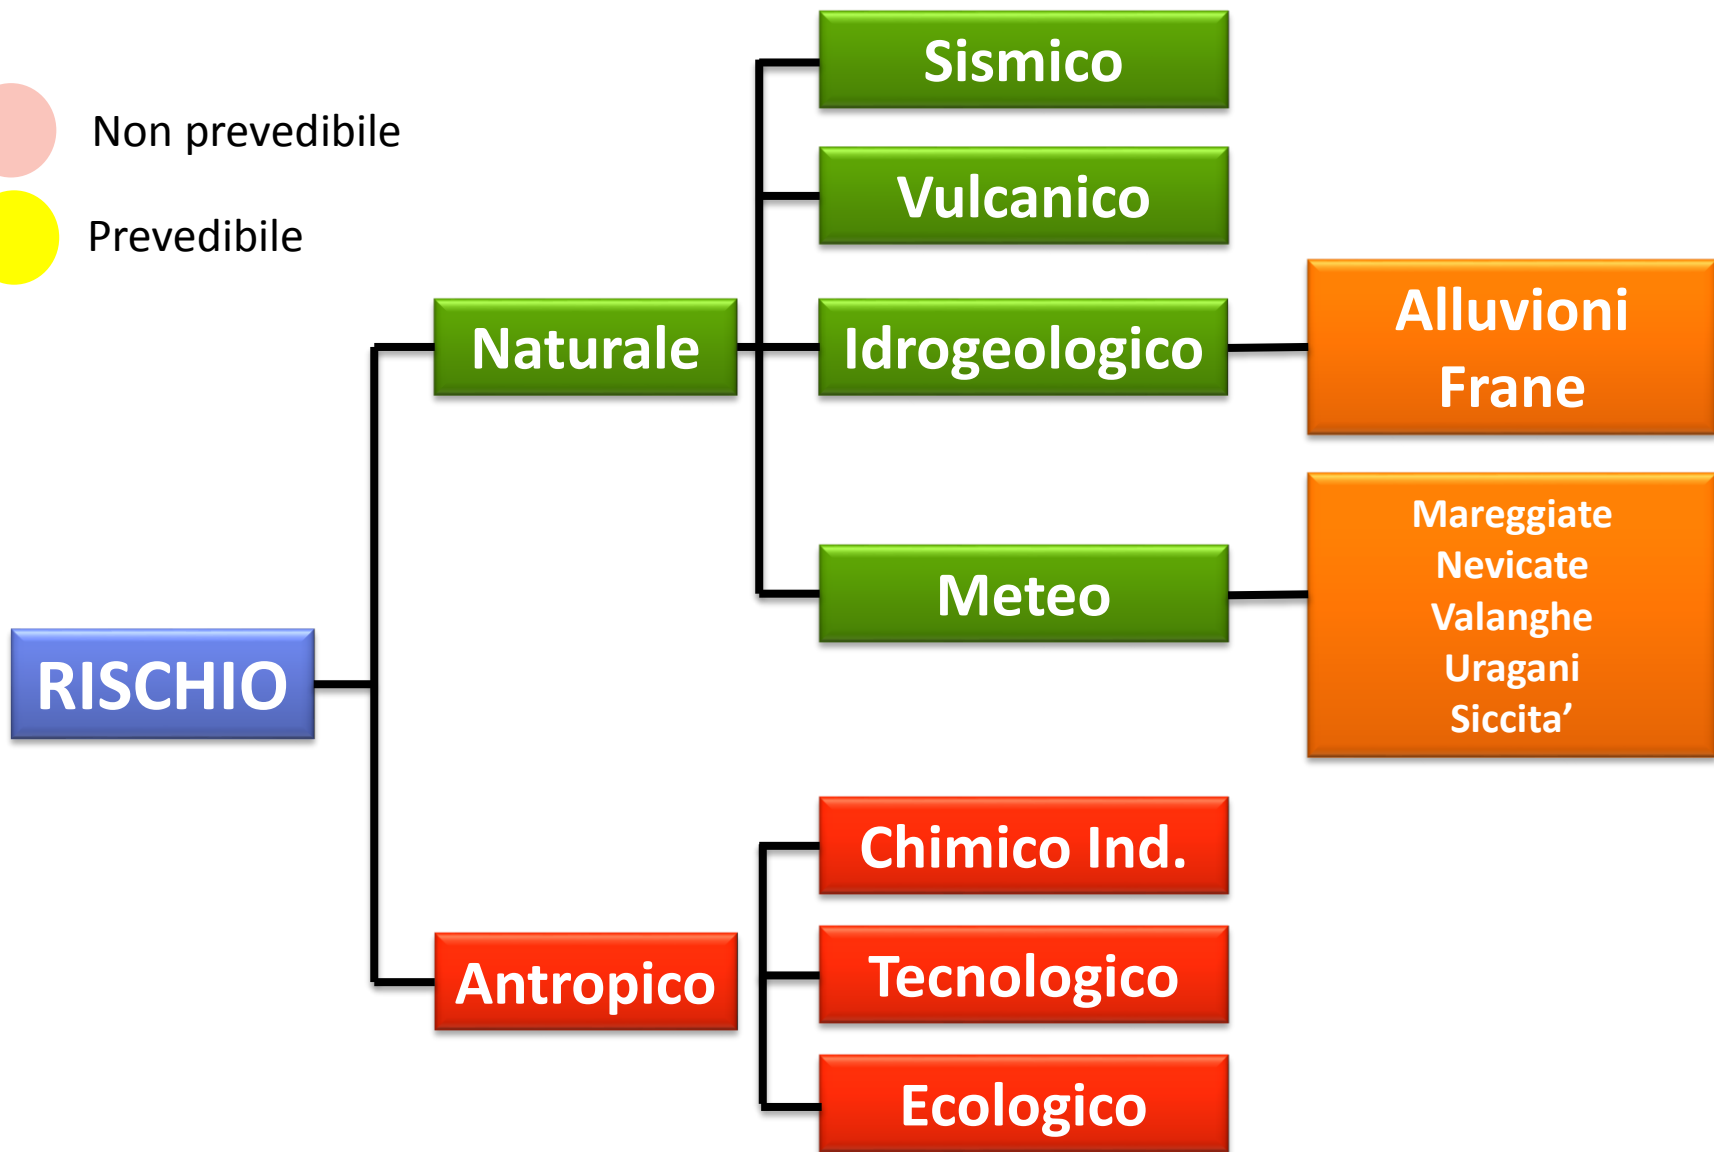 Non prevedibile
Prevedibile
RISCHIO
Naturale
Sismico
Vulcanico
Idrogeologico
Alluvioni
Frane
Meteo
Mareggiate
Nevicate
Valanghe
Uragani
Siccita’
Antropico
Chimico Ind.
Tecnologico
Ecologico